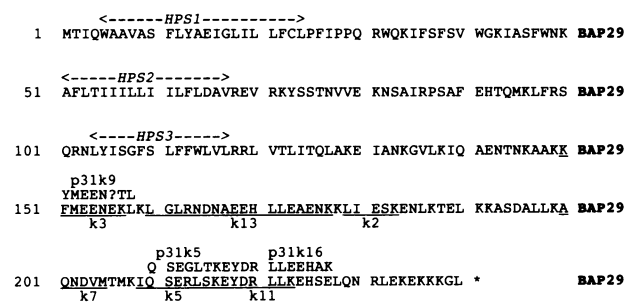 <------HPS1---------->
1 MTIQWAAVAS FLYAEIGLIL LFCLPFIPPQ RWQKIFSFSV WGKIASFWNK BAP29
<-----HPS2------->
51 AFLTIIILLI ILFLDAVREV RKYSSTNVVE KNSAIRPSAF EHTQMKLFRS BAP29
<----HPS3----->
101 QRNLYISGFS LFFWLVLRRL VTLITQLAKE IANKGVLKIQ AENTNKAAKK BAP29
p31k9
YMEEN?TL
151 FMEENEKLKL GLRNDNAEEH LLEAENKKLI ESKENLKTEL KKASDALLKA BAP29
k3 k13 k2
p31k5 p31k16
Q SEGLTKEYDR LLEEHAK
201 QNDVMTMKIQ SERLSKEYDR LLKEHSELQN RLEKEKKKGL * BAP29
k7 k5 k11